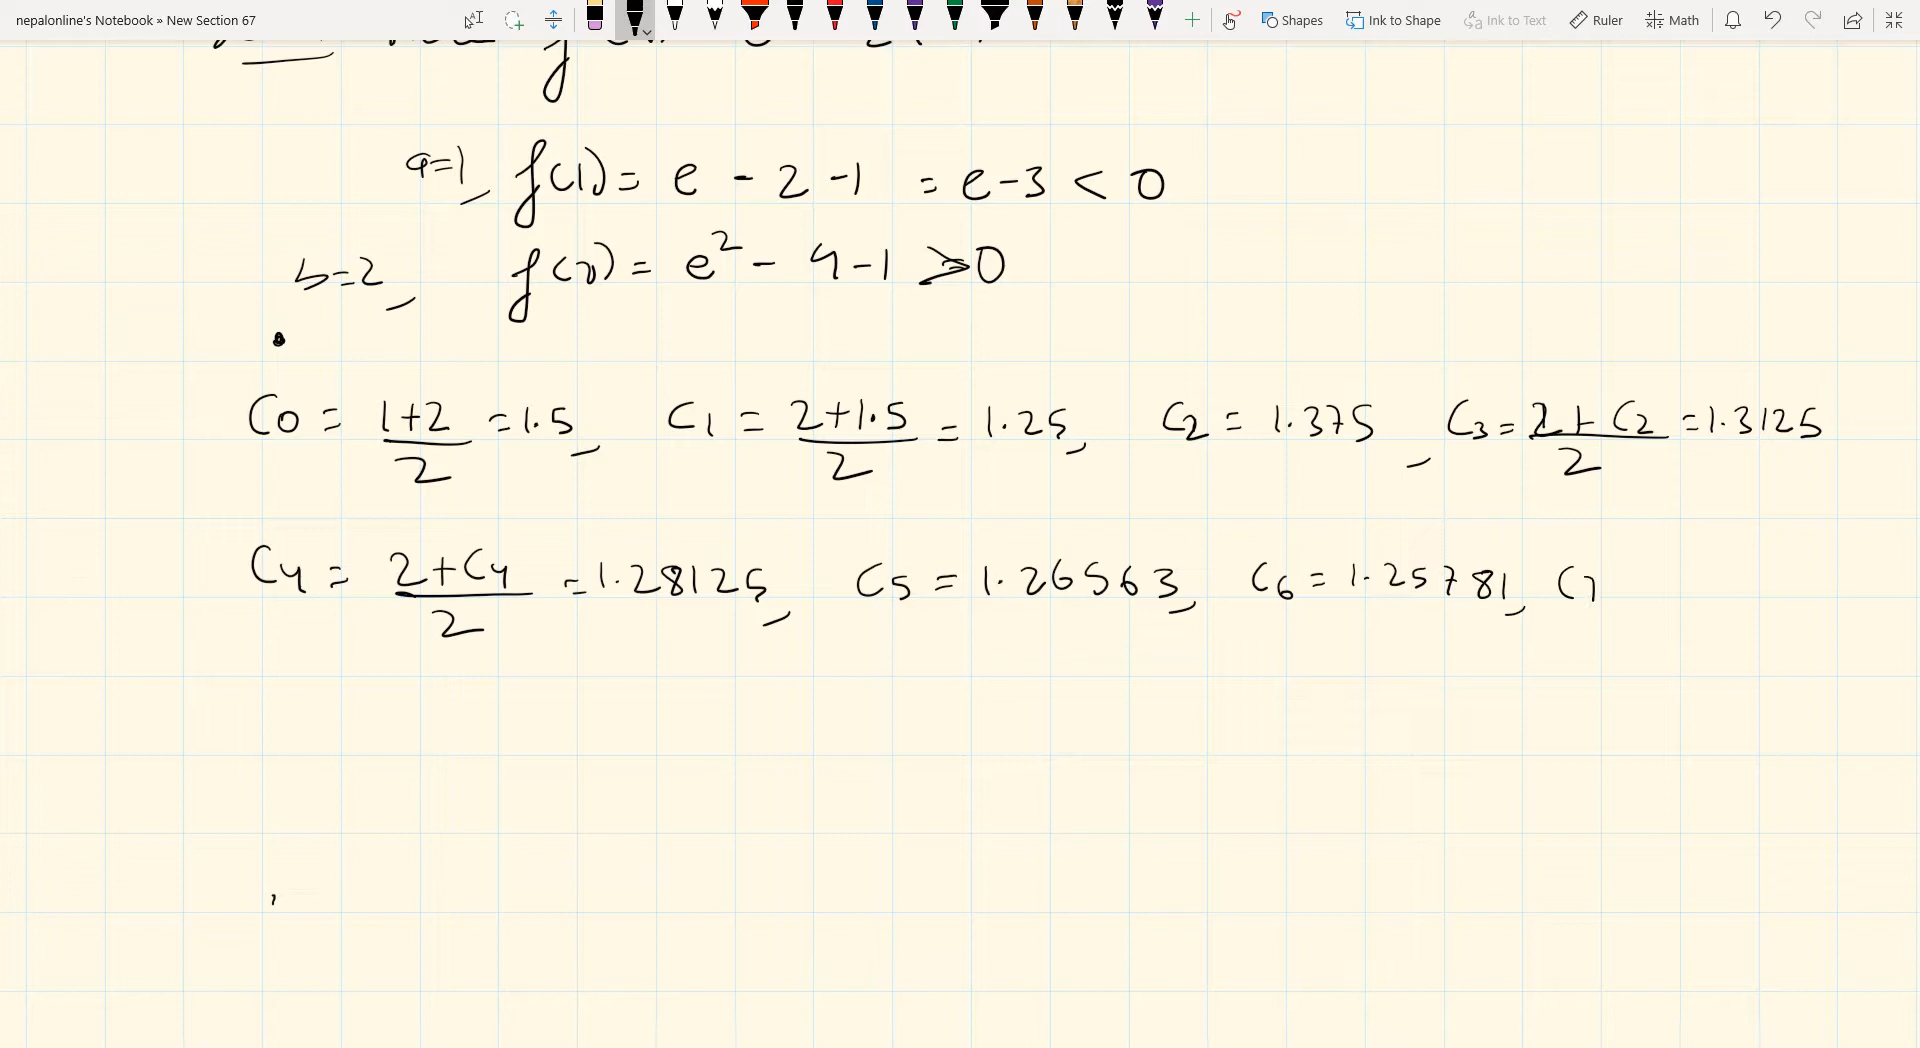 nepalonline's Notebook » New Section 67 Shapes Ink to Shape Ink to Text Ruler Math
a=1, f(1) = e - 2 - 1 = e - 3 < 0
b=2, f(2) = e² - 4 - 1 > 0
C0 = (1+2)/2 = 1.5, C1 = (2+1.5)/2 = 1.25, C2 = 1.375, C3 = (2+C2)/2 = 1.3125
C4 = (2+C4)/2 = 1.28125, C5 = 1.26563, C6 = 1.25781, C7